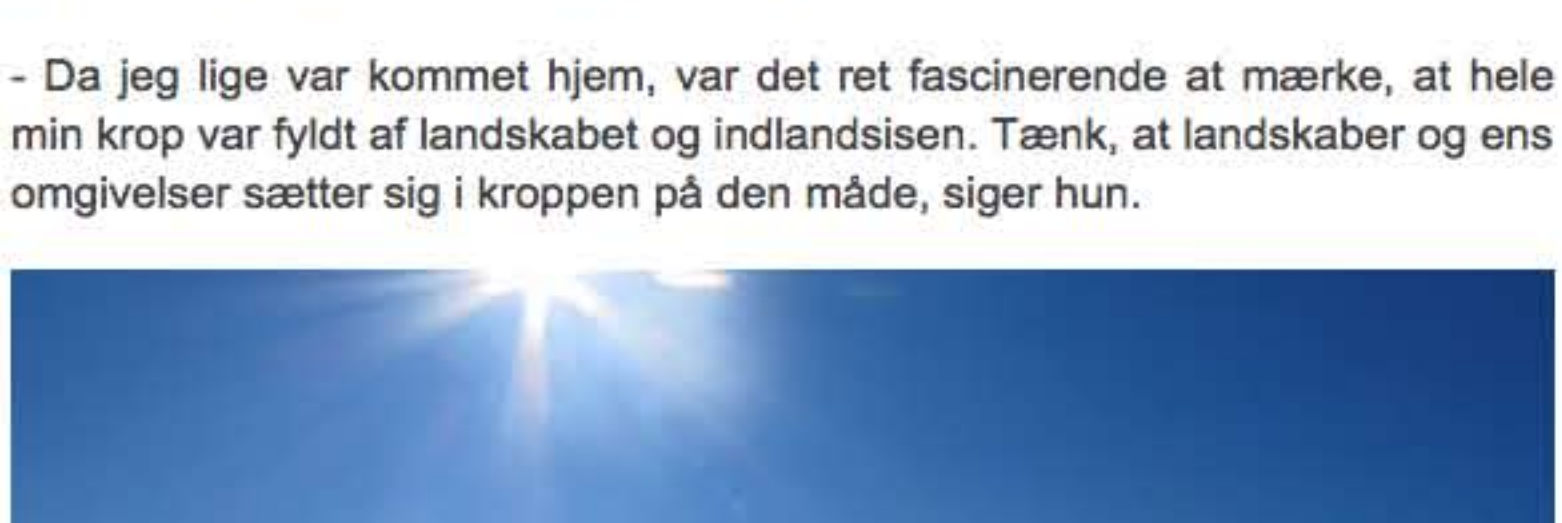 - Da jeg lige var kommet hjem, var det ret fascinerende at mærke, at hele
min krop var fyldt af landskabet og indlandsisen. Tænk, at landskaber og ens
omgivelser sætter sig i kroppen på den måde, siger hun.